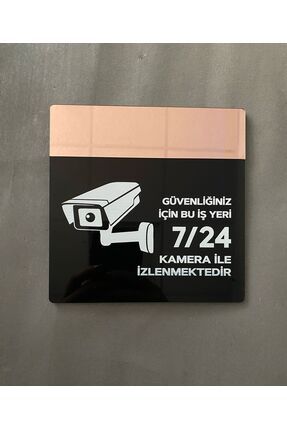 GÜVENLİĞİNİZ
İÇİN BU İŞ YERİ
7/24
KAMERA İLE
İZLENMEKTEDİR